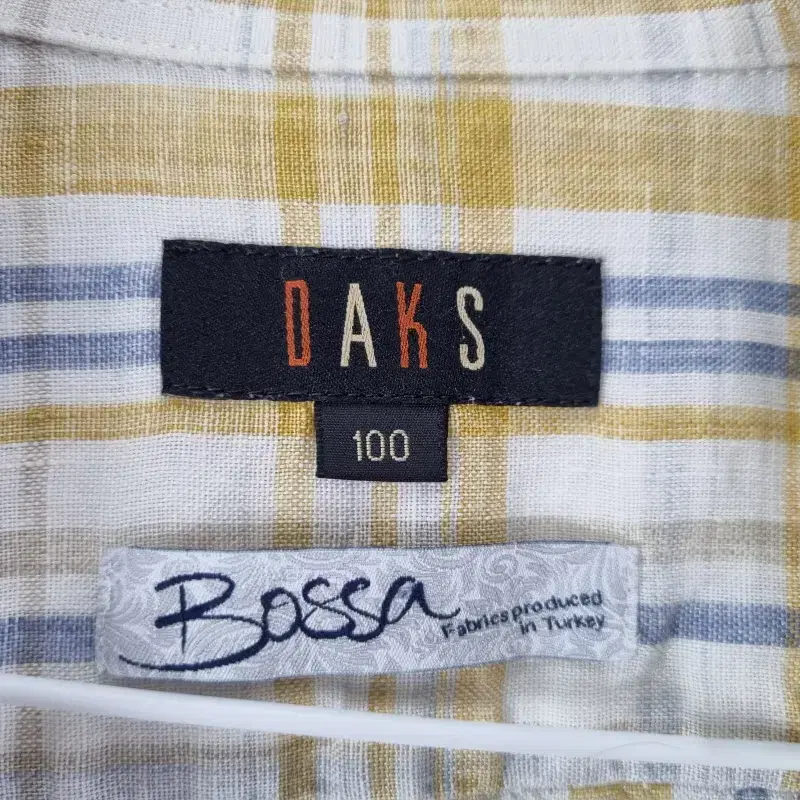 DAKS
100
Bossa
Fabrics produced
in Turkey